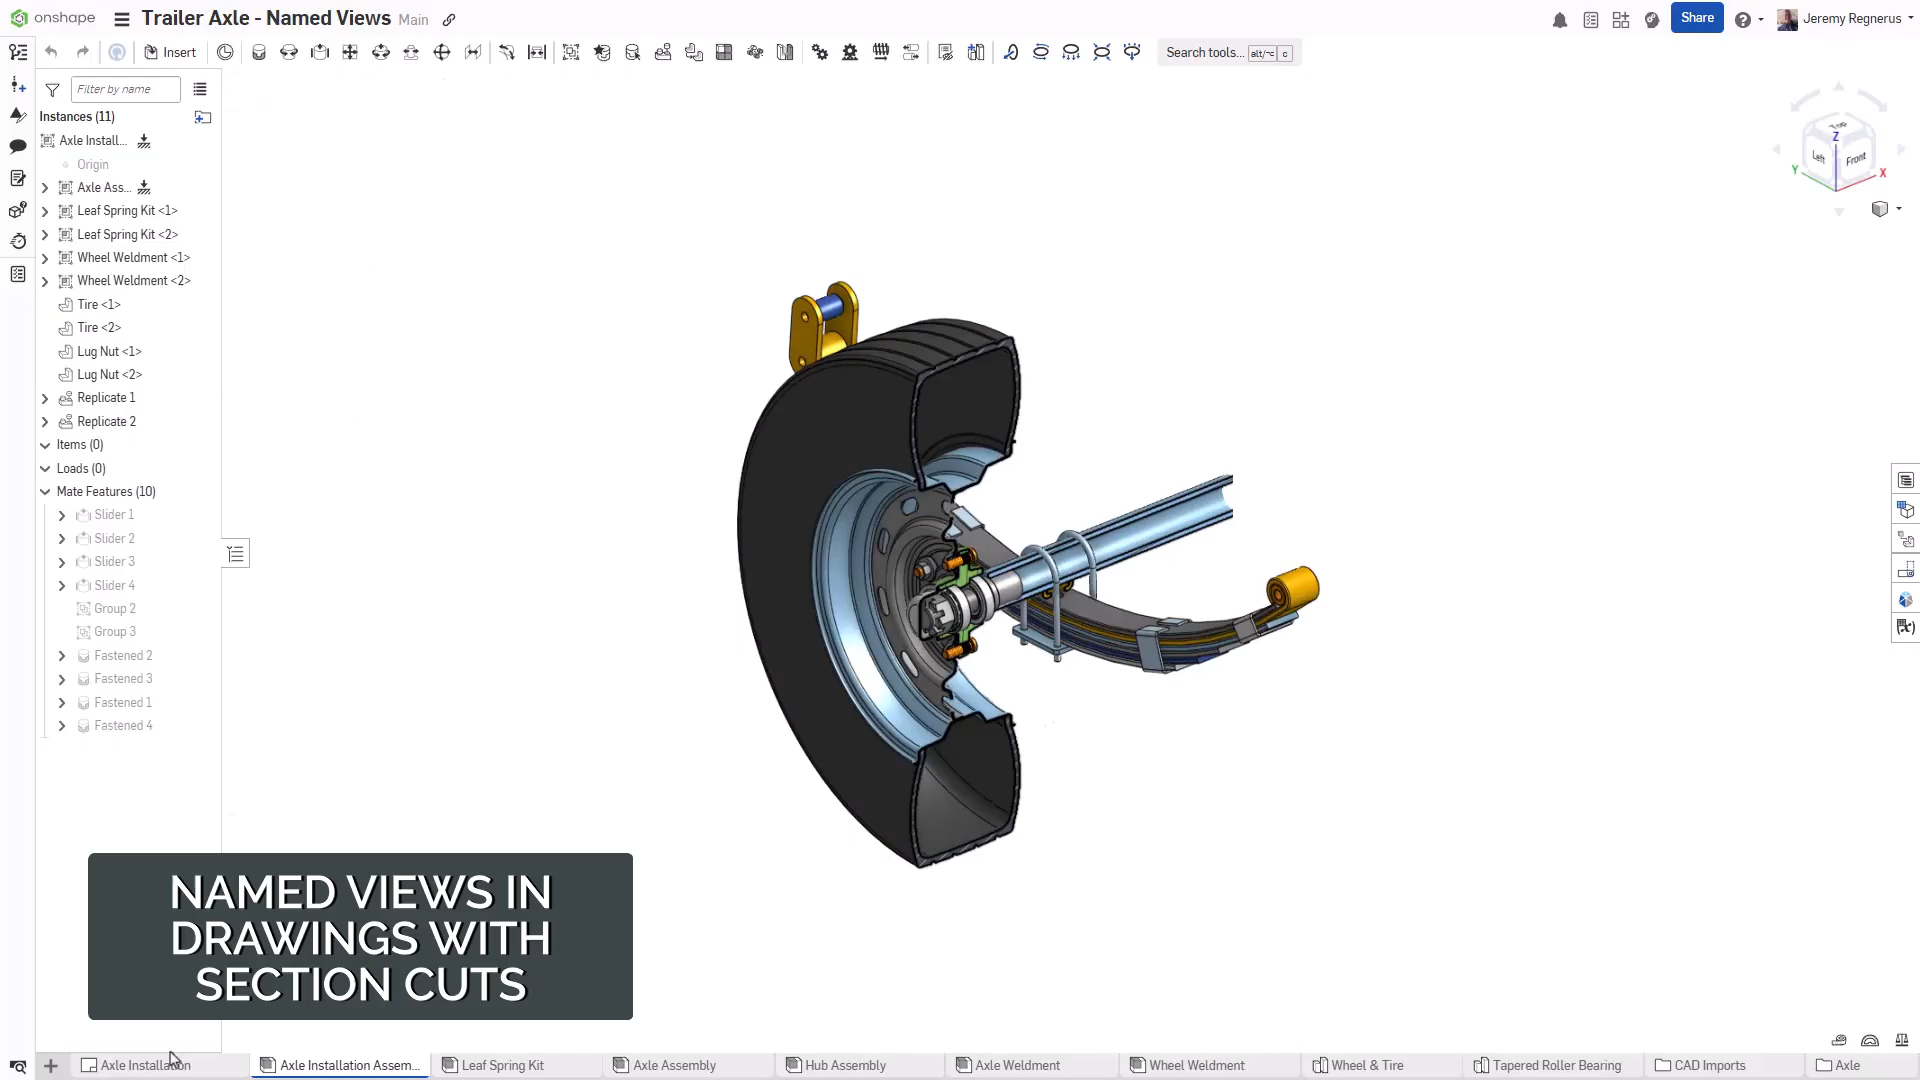 onshape
Trailer Axle - Named Views Main
Share
Jeremy Regnerus
Insert
Search tools... alt/⌥ c
Filter by name
Instances (11)
Axle Install...
Origin
Axle Ass...
Leaf Spring Kit <1>
Leaf Spring Kit <2>
Wheel Weldment <1>
Wheel Weldment <2>
Tire <1>
Tire <2>
Lug Nut <1>
Lug Nut <2>
Replicate 1
Replicate 2
Items (0)
Loads (0)
Mate Features (10)
Slider 1
Slider 2
Slider 3
Slider 4
Group 2
Group 3
Fastened 2
Fastened 3
Fastened 1
Fastened 4
Top
Z
Left Front
Y
X
NAMED VIEWS IN
DRAWINGS WITH
SECTION CUTS
Axle Installation
Axle Installation Assem...
Leaf Spring Kit
Axle Assembly
Hub Assembly
Axle Weldment
Wheel Weldment
Wheel & Tire
Tapered Roller Bearing
CAD Imports
Axle